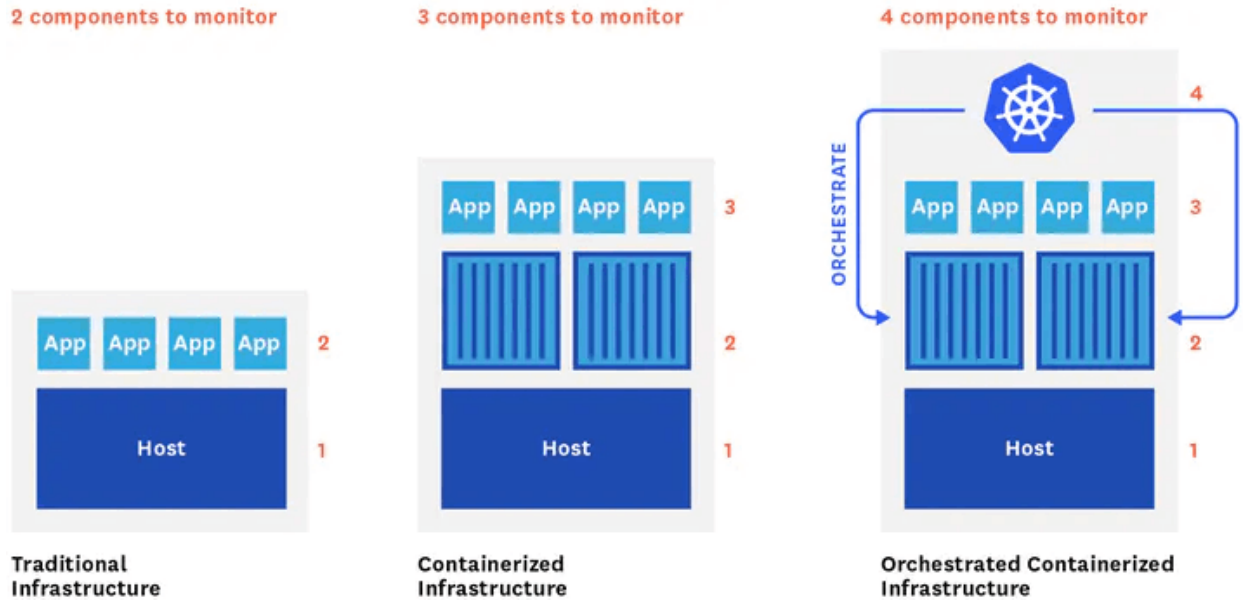 2 components to monitor
App App App App 2
Host 1
Traditional
Infrastructure
3 components to monitor
App App App App 3
2
Host 1
Containerized
Infrastructure
4 components to monitor
4
ORCHESTRATE
App App App App 3
2
Host 1
Orchestrated Containerized
Infrastructure